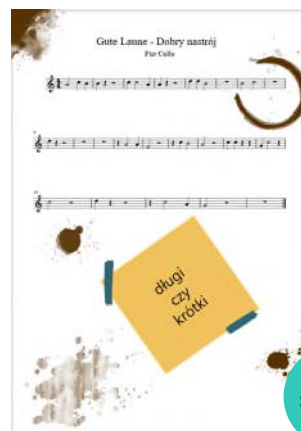 Gute Laune - Dobry nastrój
Für Cello
długi
czy
krótki